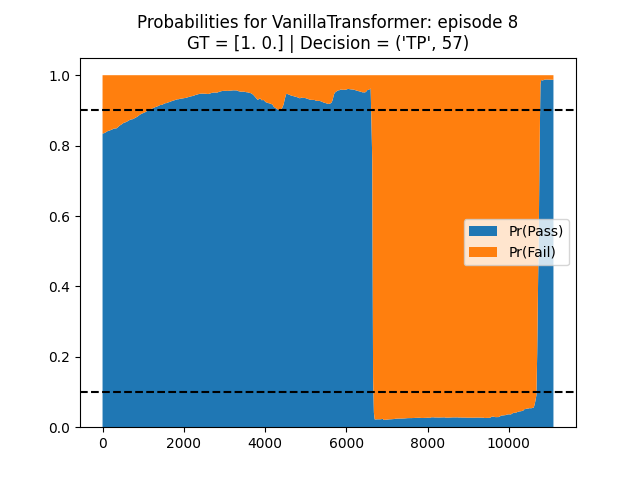 Probabilities for VanillaTransformer: episode 8
GT = [1. 0.] | Decision = ('TP', 57)
1.0
0.8
0.6
0.4
0.2
0.0
Pr(Pass)
Pr(Fail)
0 2000 4000 6000 8000 10000